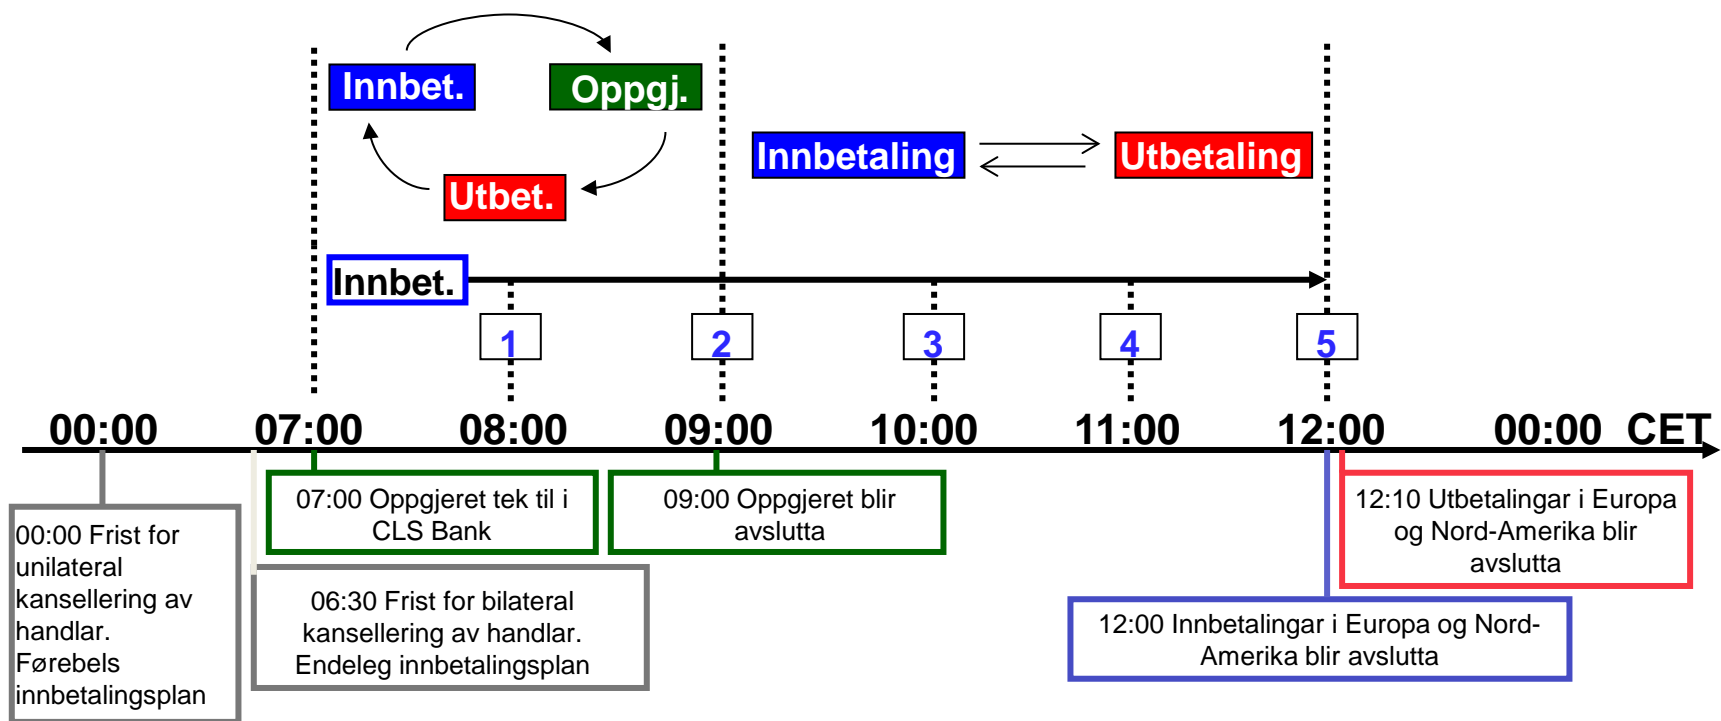 Innbet.
Oppgj.
Utbet.
Innbetaling
Utbetaling
Innbet.
1
2
3
4
5
00:00 07:00 08:00 09:00 10:00 11:00 12:00 00:00 CET
00:00 Frist for
unilateral
kansellering av
handlar.
Førebels
innbetalingsplan
07:00 Oppgjeret tek til i
CLS Bank
06:30 Frist for bilateral
kansellering av handlar.
Endeleg innbetalingsplan
09:00 Oppgjeret blir
avslutta
12:00 Innbetalingar i Europa og Nord-
Amerika blir avslutta
12:10 Utbetalingar i Europa
og Nord-Amerika blir
avslutta